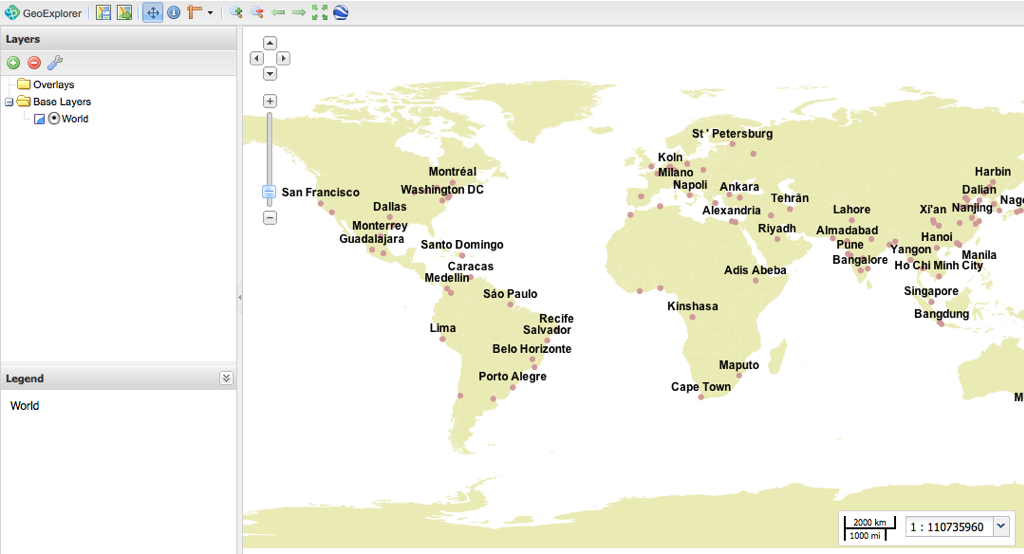 GeoExplorer
Layers
Overlays
Base Layers
World
Legend
World
St ' Petersburg
Koln
Milano
Napoli
Ankara
Tehrān
Alexandria
Riyadh
Harbin
Dalian
Nago
Nanjing
Xi'an
Lahore
Almadabad
Pune
Bangalore
Yangon
Hanoi
Manila
Ho Chi Minh City
Singapore
Bangdung
Montréal
Washington DC
San Francisco
Dallas
Monterrey
Guadalajara
Santo Domingo
Caracas
Medellin
São Paulo
Recife
Salvador
Lima
Belo Horizonte
Porto Alegre
Adis Abeba
Kinshasa
Maputo
Cape Town
2000 km
1000 mi
1 : 110735960